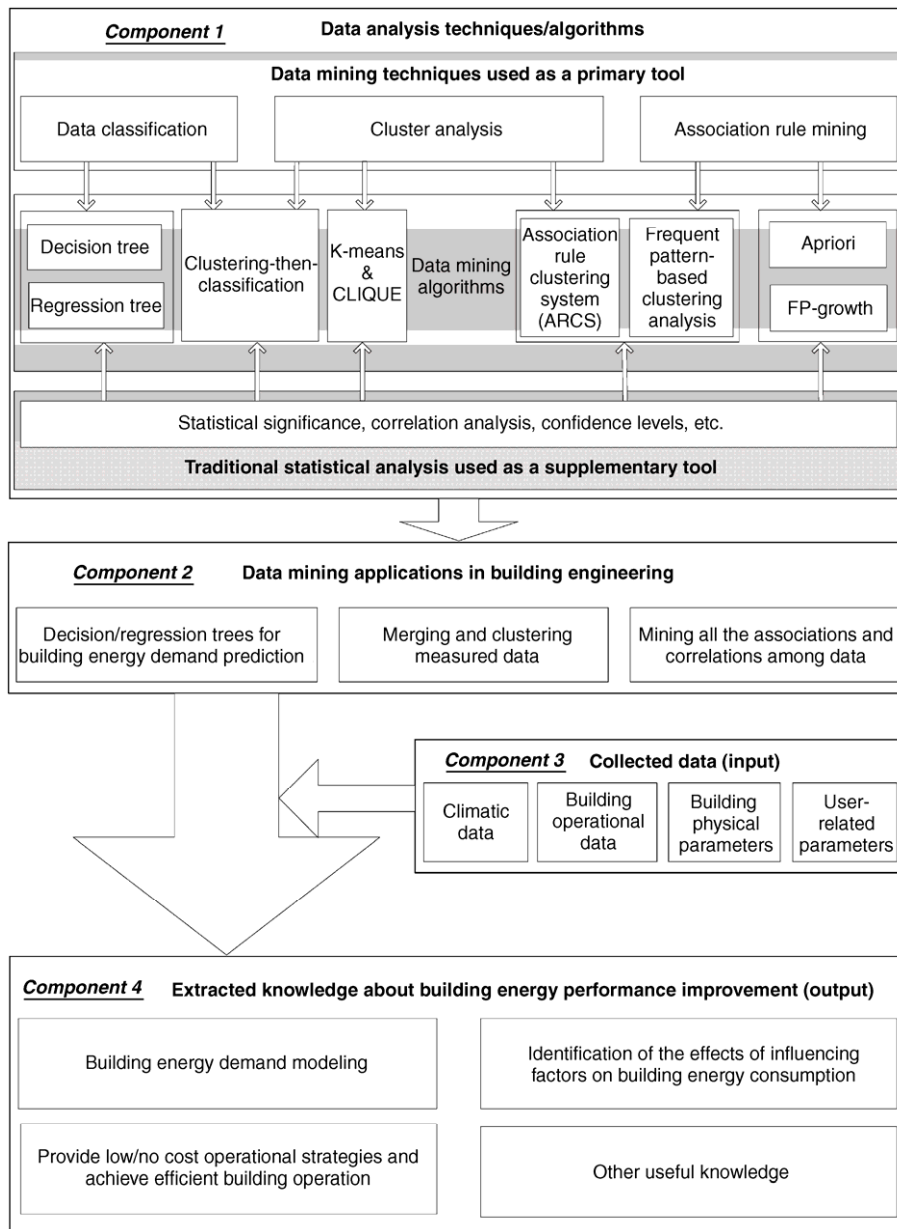 Component 1 Data analysis techniques/algorithms
Data mining techniques used as a primary tool
Data classification
Cluster analysis
Association rule mining
Decision tree
Regression tree
Clustering-then-
classification
K-means
&
CLIQUE
Data mining
algorithms
Association
rule
clustering
system
(ARCS)
Frequent
pattern-
based
clustering
analysis
Apriori
FP-growth
Statistical significance, correlation analysis, confidence levels, etc.
Traditional statistical analysis used as a supplementary tool
Component 2 Data mining applications in building engineering
Decision/regression trees for
building energy demand prediction
Merging and clustering
measured data
Mining all the associations and
correlations among data
Component 3 Collected data (input)
Climatic
data
Building
operational
data
Building
physical
parameters
User-
related
parameters
Component 4 Extracted knowledge about building energy performance improvement (output)
Building energy demand modeling
Identification of the effects of influencing
factors on building energy consumption
Provide low/no cost operational strategies and
achieve efficient building operation
Other useful knowledge